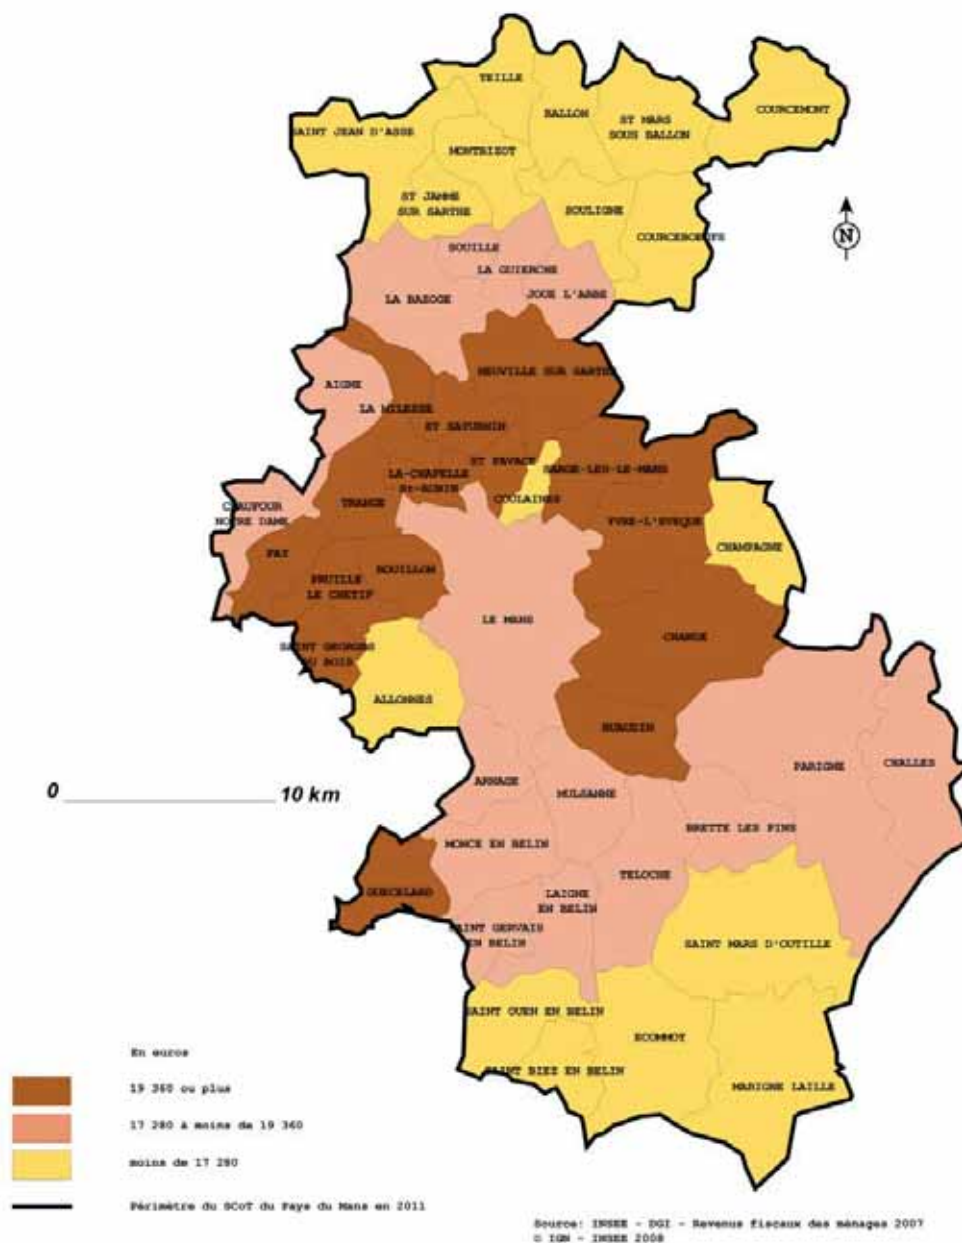 TEILLE
BALLON
COURCEMONT
ST MARS
SOUS BALLON
SAINT JEAN D'ASSE
MONTBIZOT
ST JAMME
SUR SARTHE
SOULIGNE
COURCEBOEUFS
SOUILLE
LA GUIERCHE
JOUE L'ABBE
LA BAZOGE
NEUVILLE SUR SARTHE
AIGNE
LA MILESSE
ST SATURNIN
ST PAVACE
SARGE-LES-LE-MANS
LA-CHAPELLE
St-AUBIN
COULAINES
TRANGE
CHAUFOUR
NOTRE DAME
YVRE-L'EVEQUE
CHAMPAGNE
FAY
ROUILLON
PRUILLE
LE CHETIF
LE MANS
CHANGE
SAINT GEORGES
DU BOIS
ALLONNES
RUAUDIN
PARIGNE
CHALLES
ARNAGE
MULSANNE
0 10 km
BRETTE LES PINS
MONCE EN BELIN
TELOCHE
GUECELARD
LAIGNE
EN BELIN
SAINT GERVAIS
EN BELIN
SAINT MARS D'OUTILLE
SAINT OUEN EN BELIN
ECOMMOY
SAINT BIEZ EN BELIN
MARIGNE LAILLE
N
En euros
19 360 ou plus
17 280 à moins de 19 360
moins de 17 280
Périmètre du SCoT du Pays du Mans en 2011
Source: INSEE - DGI - Revenus fiscaux des ménages 2007
© IGN - INSEE 2008